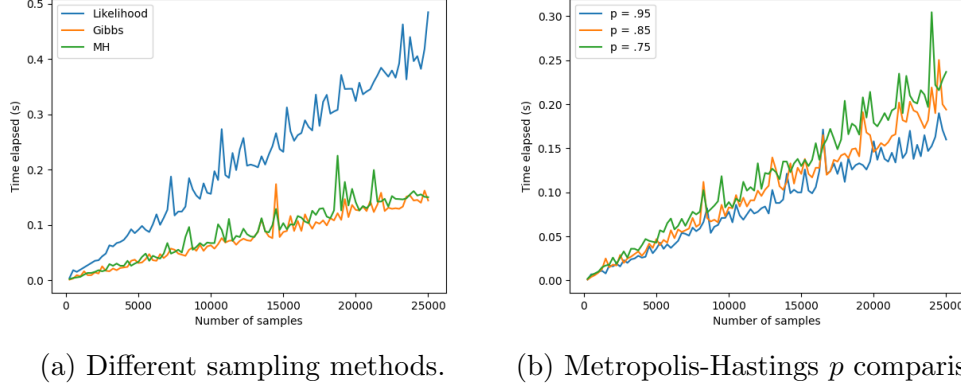 0.5
0.4
0.3
0.2
0.1
0.0
Time elapsed (s)
Likelihood
Gibbs
MH
0 5000 10000 15000 20000 25000
Number of samples
(a) Different sampling methods.
0.30
0.25
0.20
0.15
0.10
0.05
0.00
Time elapsed (s)
p = .95
p = .85
p = .75
0 5000 10000 15000 20000 25000
Number of samples
(b) Metropolis-Hastings p comparis